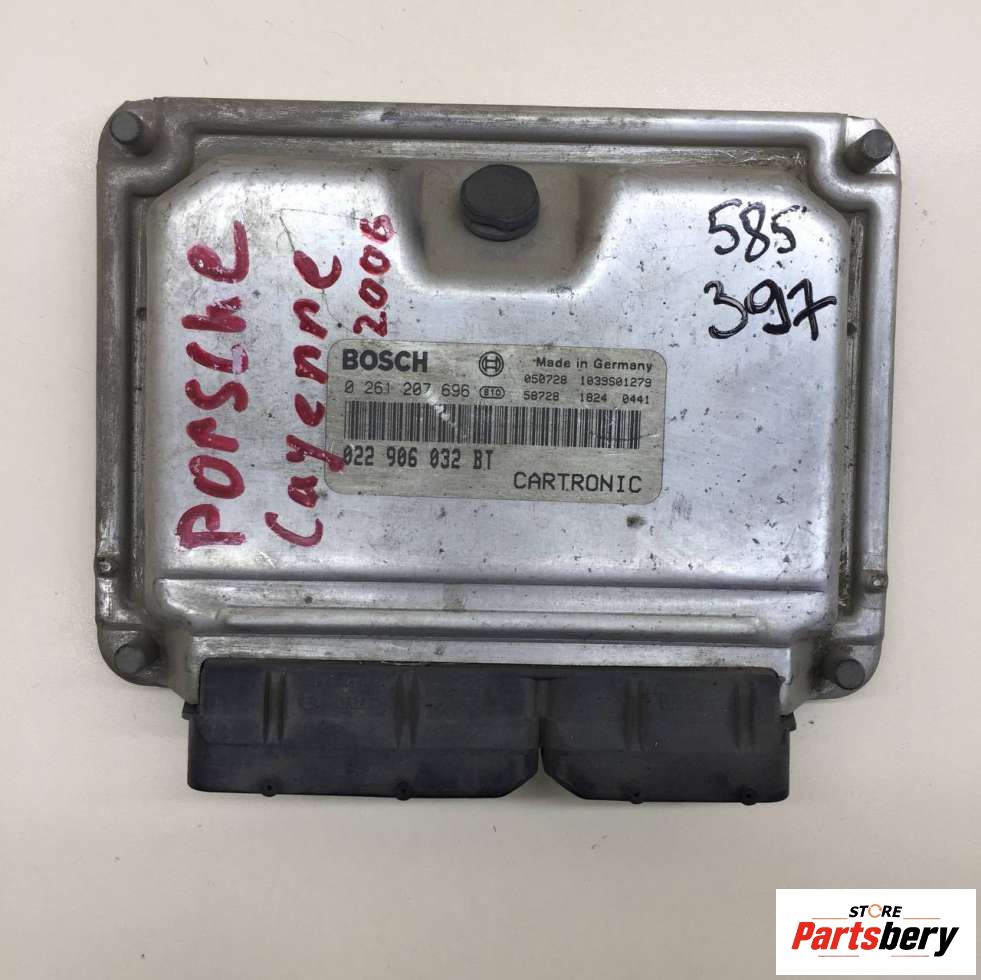 PORSche
Cayenne
2006
585
397
BOSCH
Made in Germany
0 261 207 696
050728 1039S01279
58728 1824 0441
022 906 032 BT
CARTRONIC
STORE
Partsbery